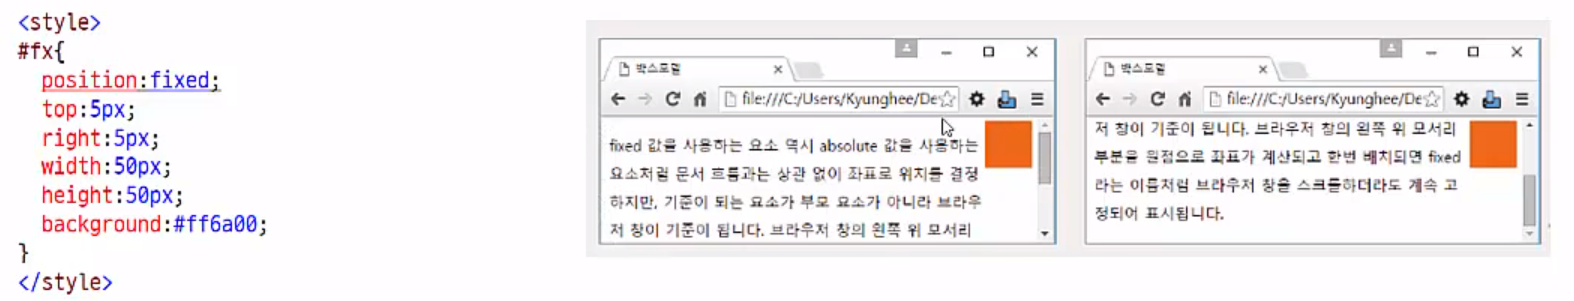 <style>
#fx{
position:fixed;
top:5px;
right:5px;
width:50px;
height:50px;
background:#ff6a00;
}
</style>
박스모델
file:///C:/Users/Kyunghee/De
fixed 값을 사용하는 요소 역시 absolute 값을 사용하는
요소처럼 문서 흐름과는 상관 없이 좌표로 위치를 결정
하지만, 기준이 되는 요소가 부모 요소가 아니라 브라우
저 창이 기준이 됩니다. 브라우저 창의 왼쪽 위 모서리
박스모델
file:///C:/Users/Kyunghee/De
저 창이 기준이 됩니다. 브라우저 창의 왼쪽 위 모서리
부분을 원점으로 좌표가 계산되고 한번 배치되면 fixed
라는 이름처럼 브라우저 창을 스크롤하더라도 계속 고
정되어 표시됩니다.